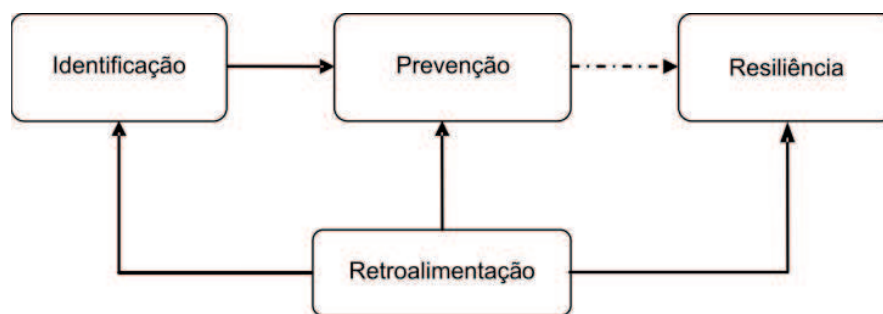 Identificação
Prevenção
Resiliência
Retroalimentação